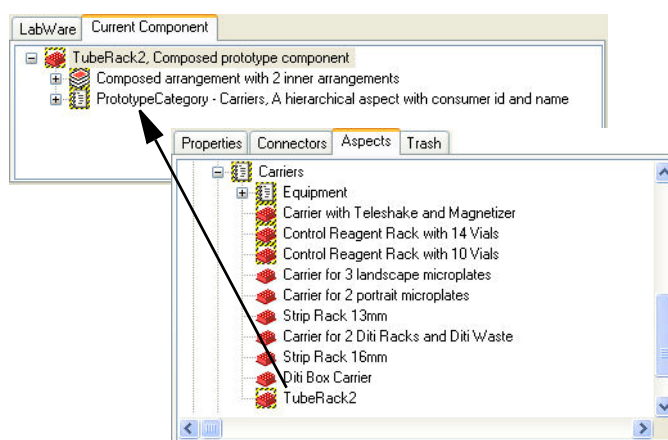 LabWare Current Component
TubeRack2, Composed prototype component
Composed arrangement with 2 inner arrangements
PrototypeCategory - Carriers, A hierarchical aspect with consumer id and name
Properties Connectors Aspects Trash
Carriers
Equipment
Carrier with Teleshake and Magnetizer
Control Reagent Rack with 14 Vials
Control Reagent Rack with 10 Vials
Carrier for 3 landscape microplates
Carrier for 2 portrait microplates
Strip Rack 13mm
Carrier for 2 Diti Racks and Diti Waste
Strip Rack 16mm
Diti Box Carrier
TubeRack2